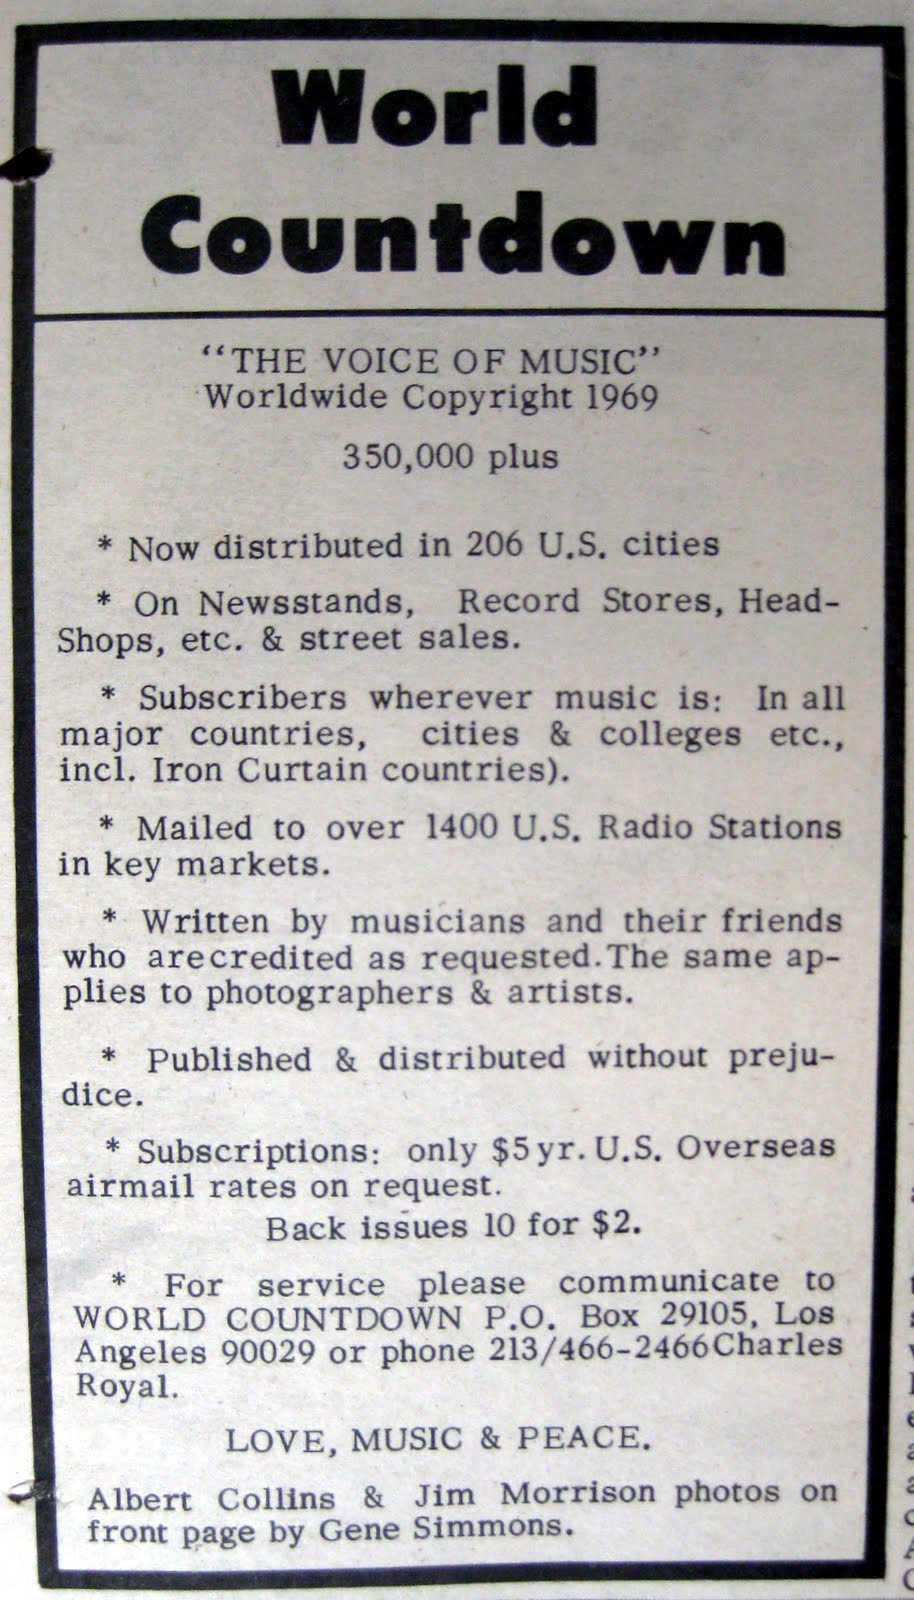 World
Countdown
"THE VOICE OF MUSIC"
Worldwide Copyright 1969
350,000 plus
* Now distributed in 206 U.S. cities
* On Newsstands, Record Stores, Head-
Shops, etc. & street sales.
* Subscribers wherever music is: In all
major countries, cities & colleges etc.,
incl. Iron Curtain countries).
* Mailed to over 1400 U.S. Radio Stations
in key markets.
* Written by musicians and their friends
who arecredited as requested.The same ap-
plies to photographers & artists.
* Published & distributed without preju-
dice.
* Subscriptions: only $5 yr. U.S. Overseas
airmail rates on request.
Back issues 10 for $2.
* For service please communicate to
WORLD COUNTDOWN P.O. Box 29105, Los
Angeles 90029 or phone 213/466-2466Charles
Royal.
LOVE, MUSIC & PEACE.
Albert Collins & Jim Morrison photos on
front page by Gene Simmons.